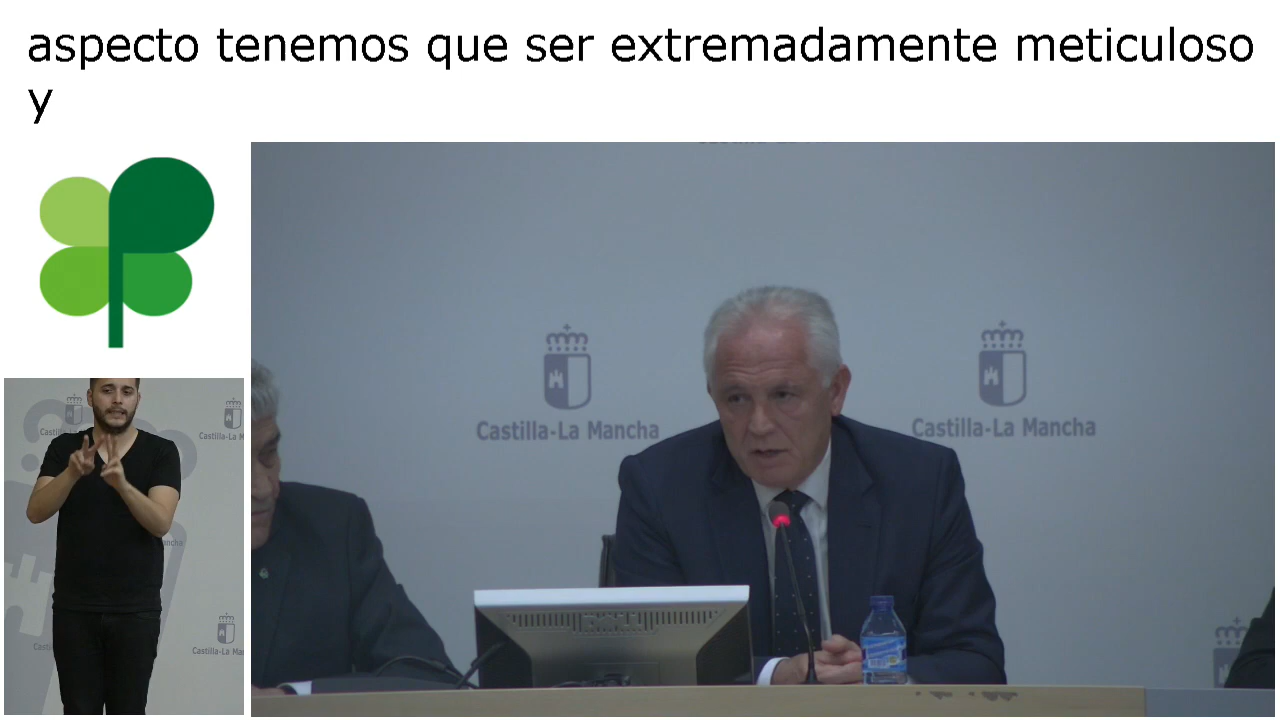 aspecto tenemos que ser extremadamente meticuloso
y
Castilla-La Mancha
Castilla-La Mancha